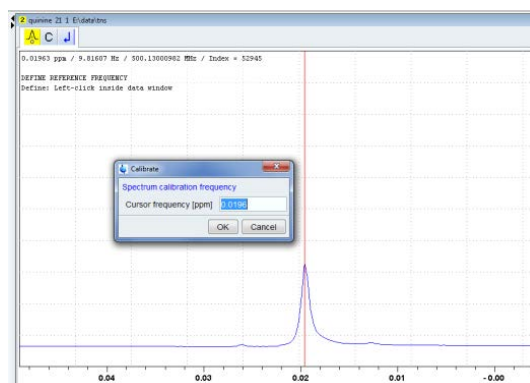 2 quinine 21 1 E:\data\tns
C
0.01963 ppm / 9.81607 Hz / 500.13000982 MHz / Index = 52945
DEFINE REFERENCE FREQUENCY
Define: Left-click inside data window
Calibrate
Spectrum calibration frequency
Cursor frequency [ppm] 0.0196
OK Cancel
0.04 0.03 0.02 0.01 -0.00